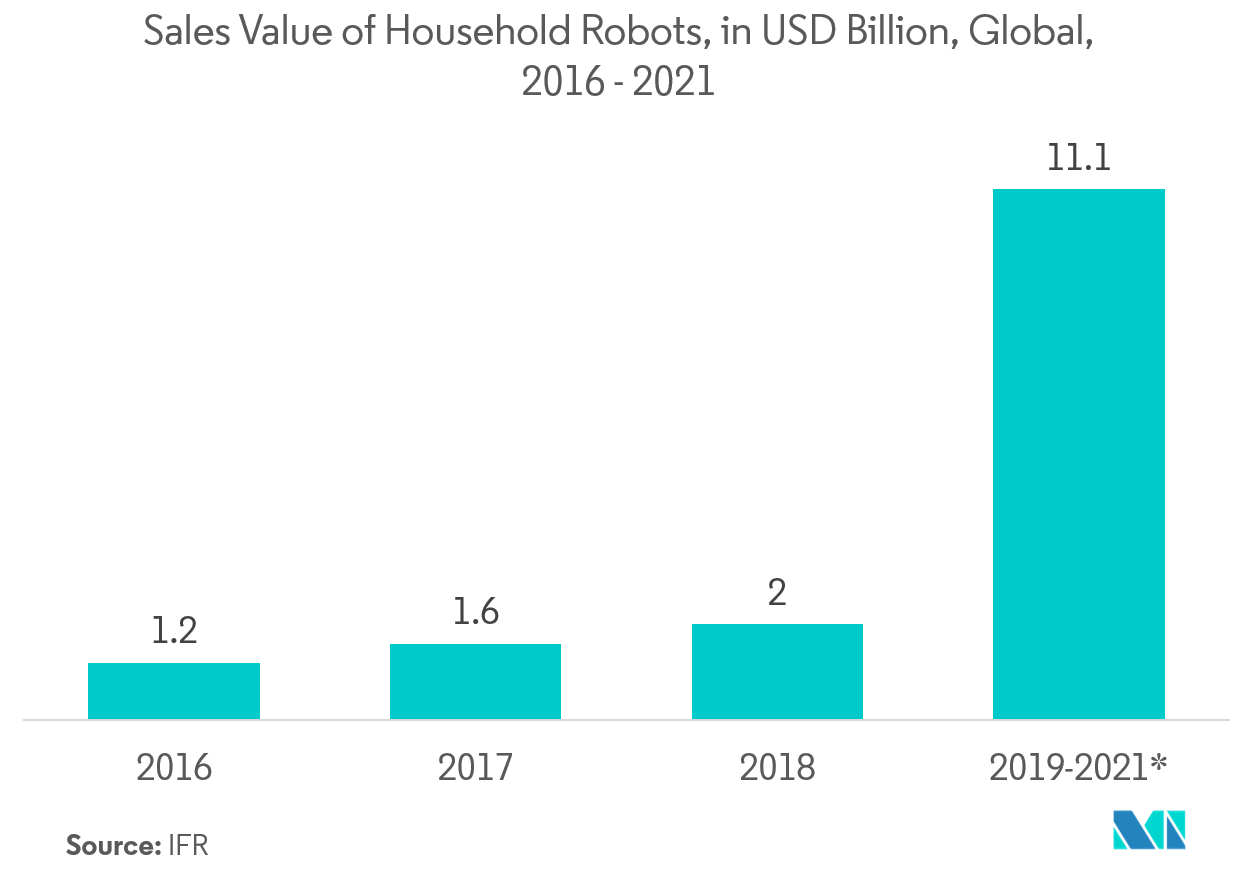 Sales Value of Household Robots, in USD Billion, Global,
2016 - 2021
11.1
2
1.6
1.2
2016
2017
2018
2019-2021*
Source: IFR